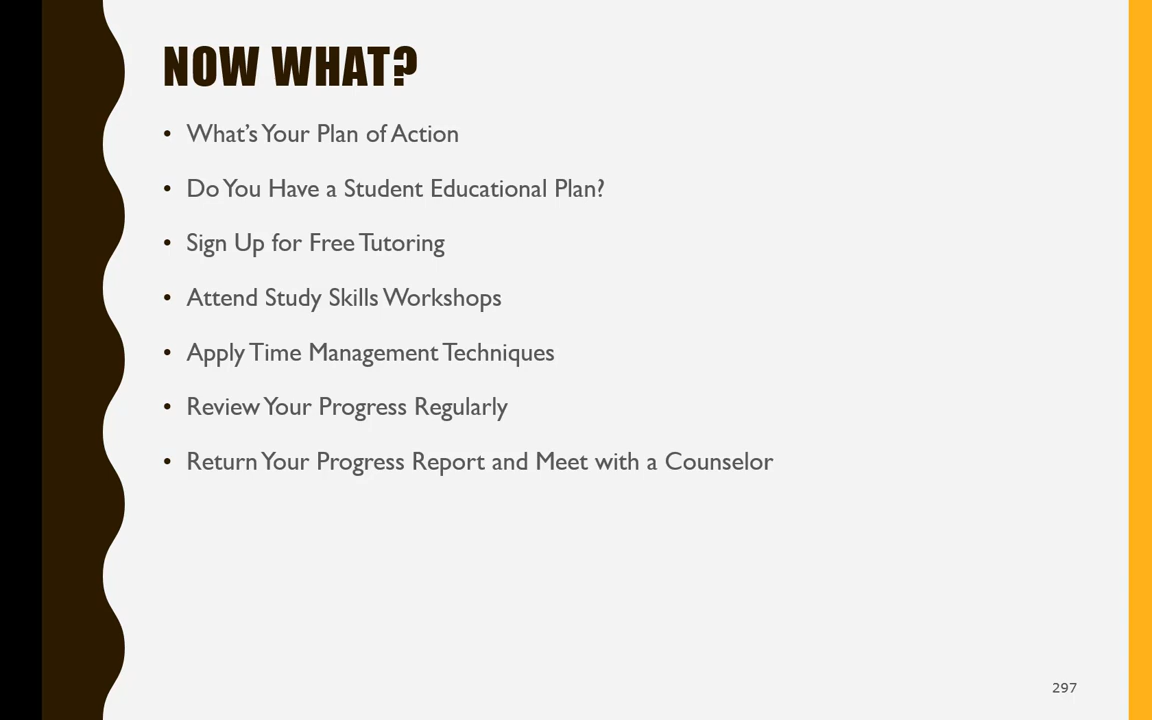 NOW WHAT?
• What's Your Plan of Action
• Do You Have a Student Educational Plan?
• Sign Up for Free Tutoring
• Attend Study Skills Workshops
• Apply Time Management Techniques
• Review Your Progress Regularly
• Return Your Progress Report and Meet with a Counselor
297